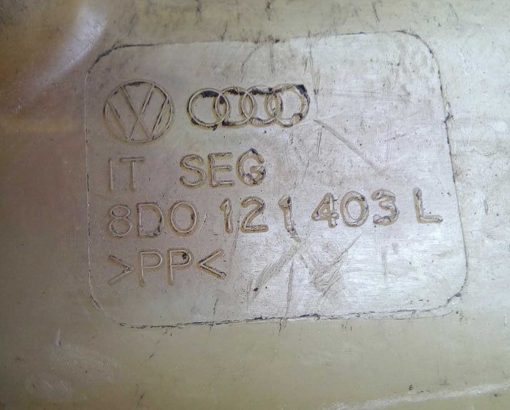 IT SEG
8D0 121 403 L
>PP<